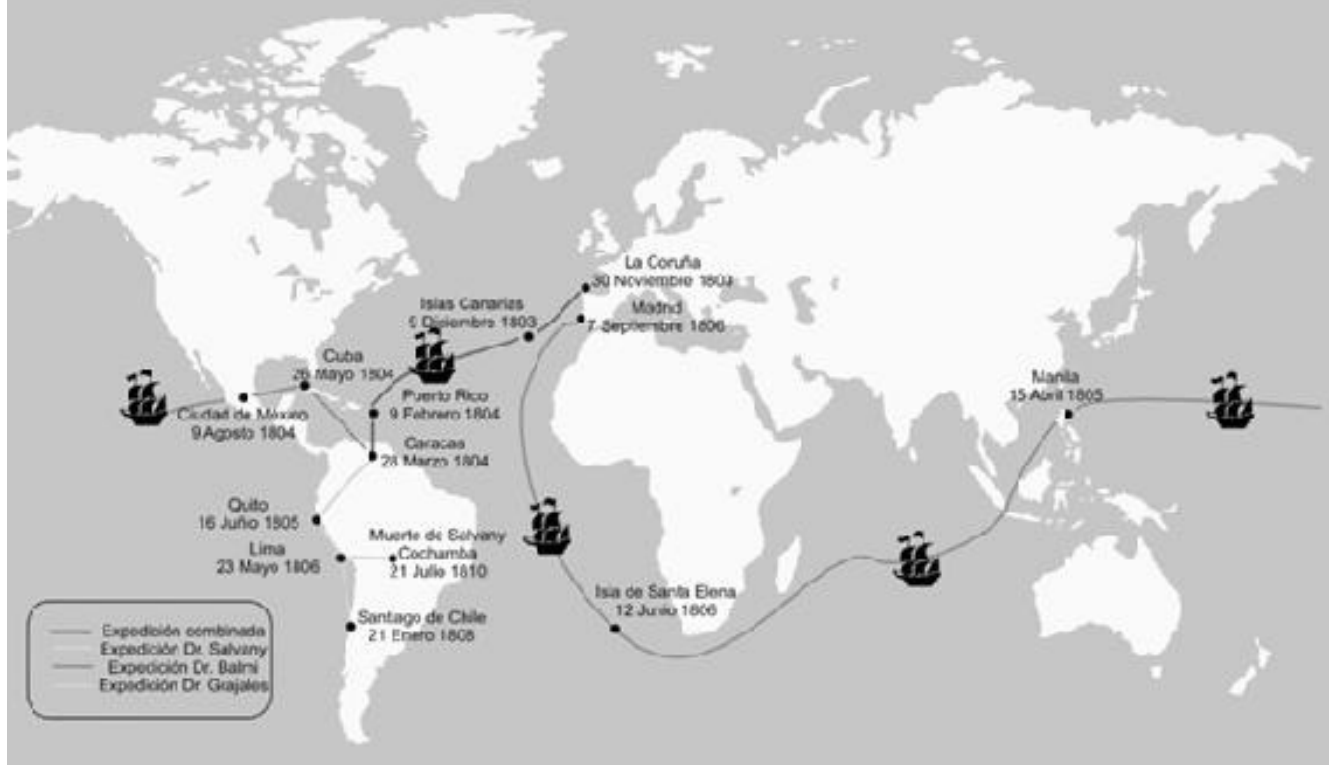 La Coruña
30 Noviembre 1803
Madrid
7 Septiembre 1806
Islas Canarias
6 Diciembre 1803
Cuba
26 Mayo 1804
Ciudad de México
9 Agosto 1804
Puerto Rico
9 Febrero 1804
Caracas
28 Marzo 1804
Manila
15 Abril 1805
Quito
16 Juño 1805
Lima
23 Mayo 1806
Muerte de Salvany
Cochamba
21 Julio 1810
Isla de Santa Elena
12 Junio 1806
Santago de Chile
21 Enero 1808
Expedición combinada
Expedición Dr. Salvany
Expedición Dr. Balmi
Expedición Dr. Grajales